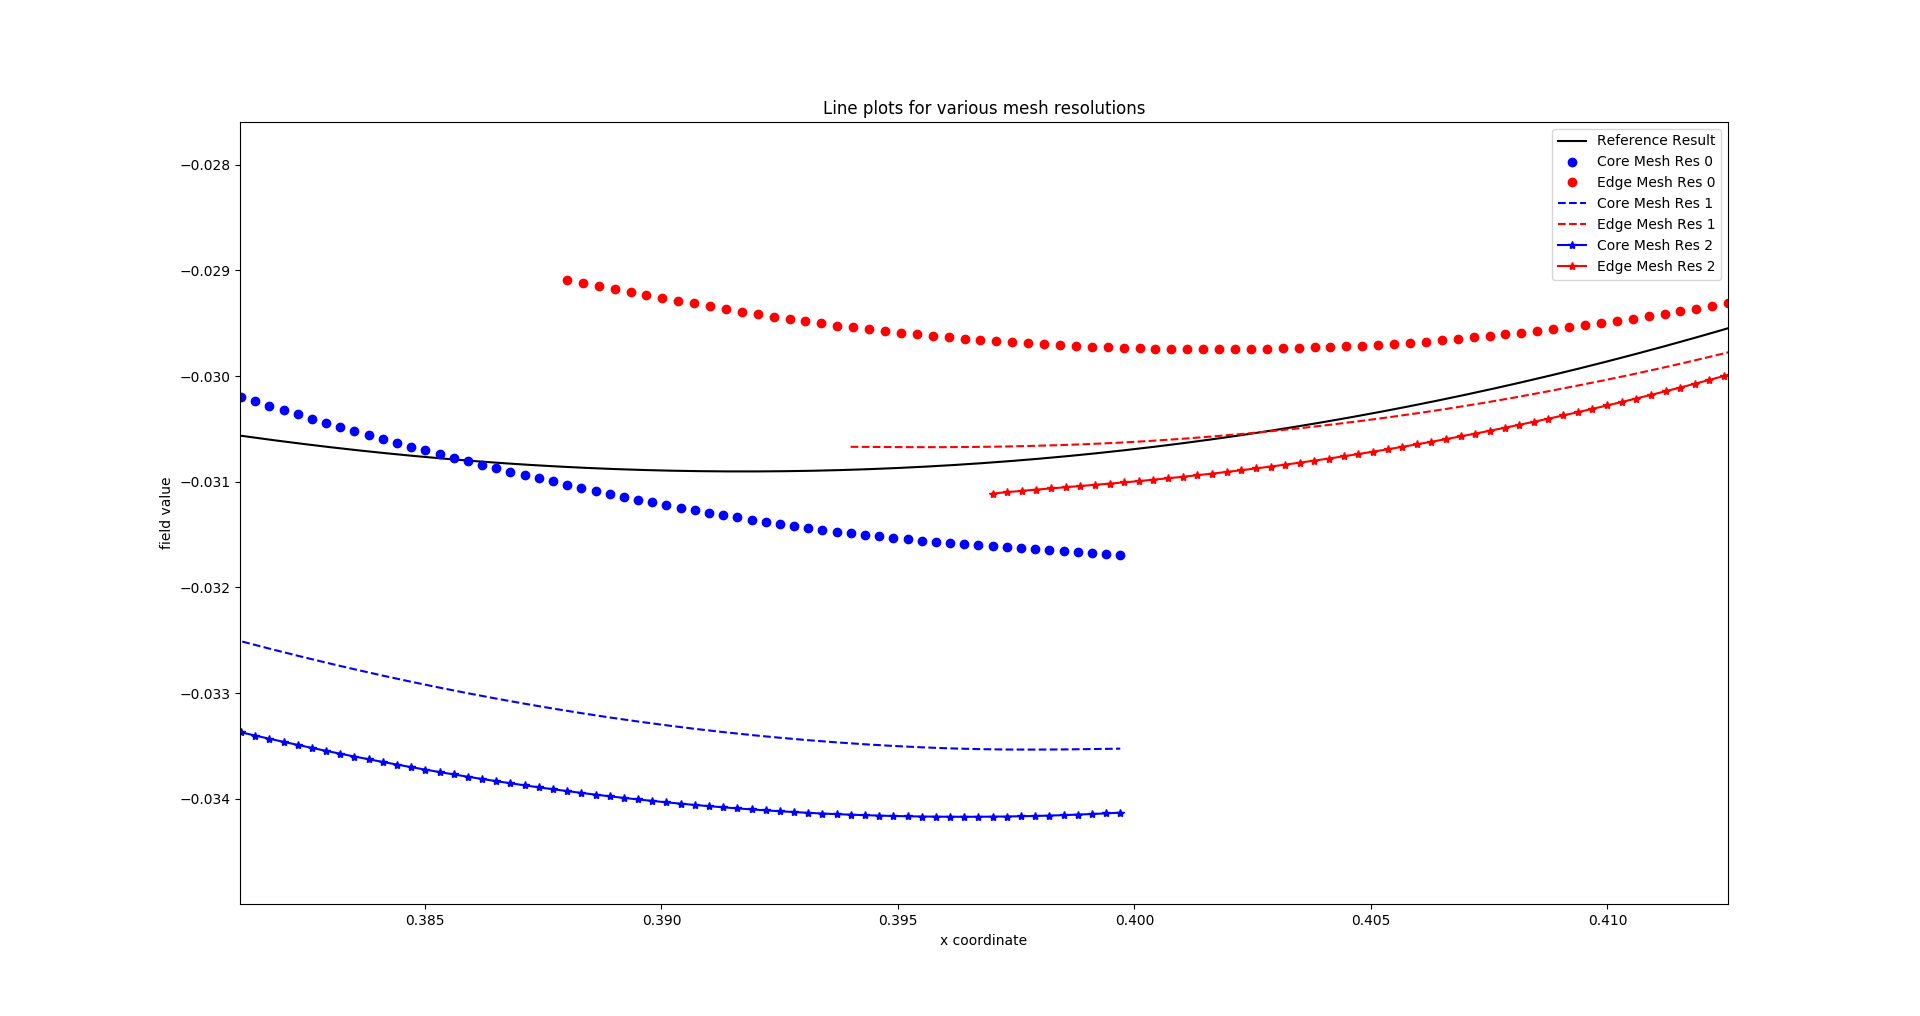 Line plots for various mesh resolutions
Reference Result
Core Mesh Res 0
Edge Mesh Res 0
Core Mesh Res 1
Edge Mesh Res 1
Core Mesh Res 2
Edge Mesh Res 2
−0.028
−0.029
−0.030
−0.031
−0.032
−0.033
−0.034
field value
0.385
0.390
0.395
0.400
0.405
0.410
x coordinate